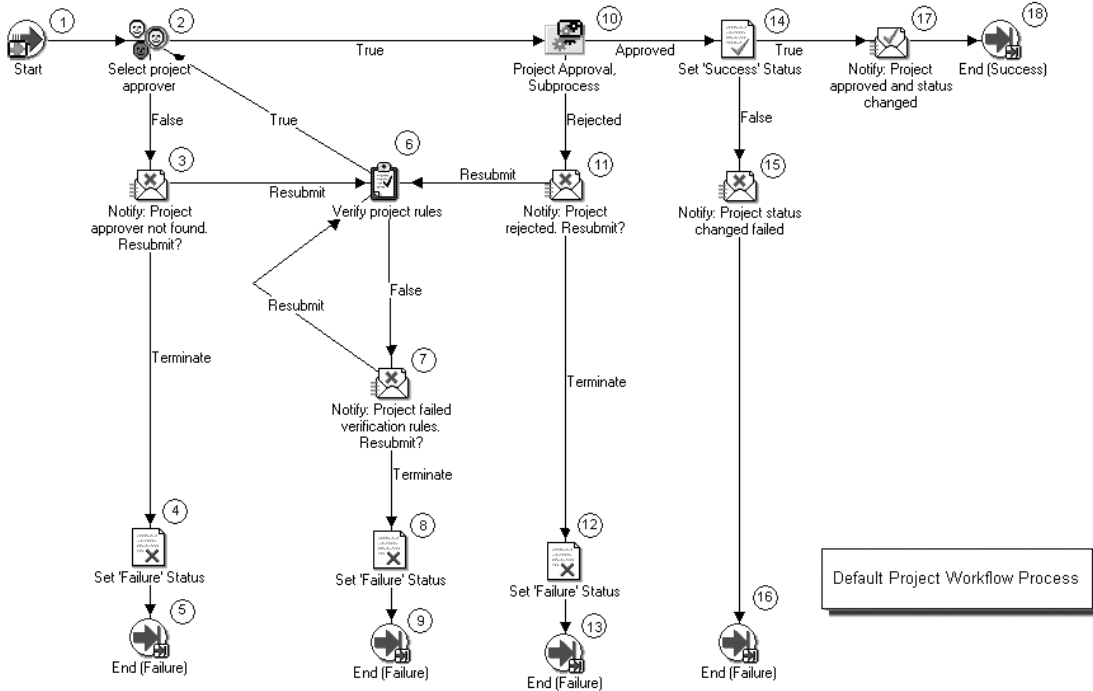 1
Start
2
Select project
approver
True
10
Project Approval,
Subprocess
Approved
14
Set 'Success' Status
True
17
Notify: Project
approved and status
changed
18
End (Success)
False
True
Rejected
False
3
Notify: Project
approver not found.
Resubmit?
Resubmit
6
Verify project rules
Resubmit
11
Notify: Project
rejected. Resubmit?
15
Notify: Project status
changed failed
Resubmit
False
Terminate
7
Notify: Project failed
verification rules.
Resubmit?
Terminate
Terminate
4
Set 'Failure' Status
8
Set 'Failure' Status
12
Set 'Failure' Status
Default Project Workflow Process
5
End (Failure)
9
End (Failure)
13
End (Failure)
16
End (Failure)